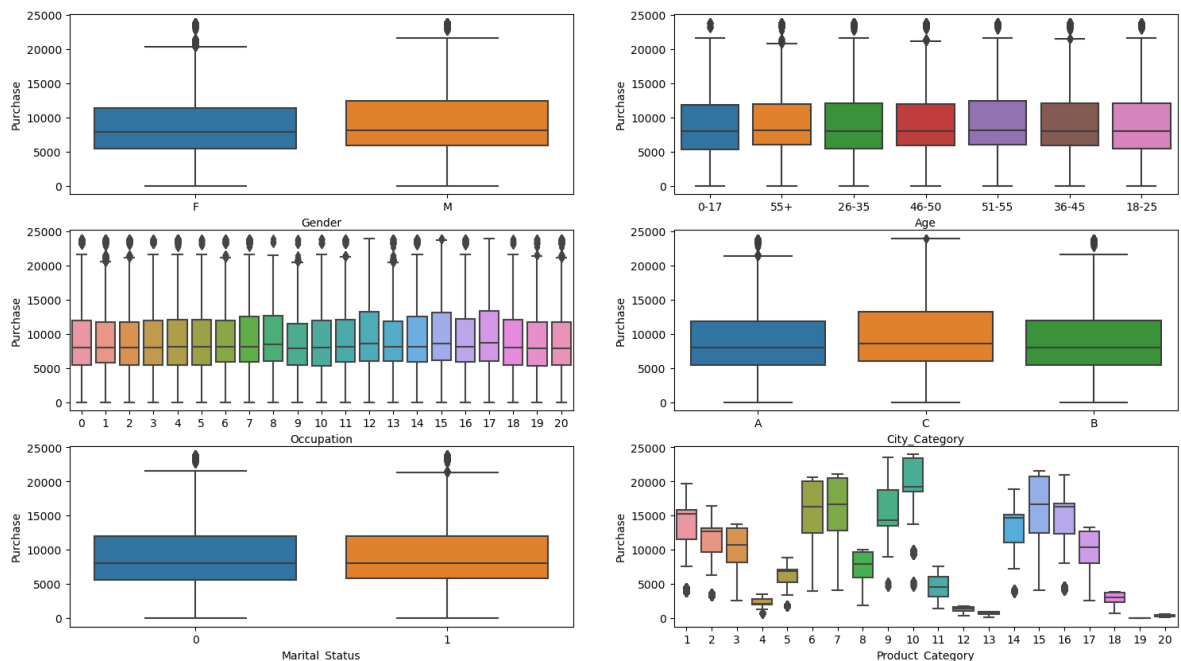 25000
20000
15000
10000
5000
0
Purchase
F M
Gender
25000
20000
15000
10000
5000
0
Purchase
0-17 55+ 26-35 46-50 51-55 36-45 18-25
Age
25000
20000
15000
10000
5000
0
Purchase
0 1 2 3 4 5 6 7 8 9 10 11 12 13 14 15 16 17 18 19 20
Occupation
25000
20000
15000
10000
5000
0
Purchase
A C B
City_Category
25000
20000
15000
10000
5000
0
Purchase
0 1
Marital_Status
25000
20000
15000
10000
5000
0
Purchase
1 2 3 4 5 6 7 8 9 10 11 12 13 14 15 16 17 18 19 20
Product_Category